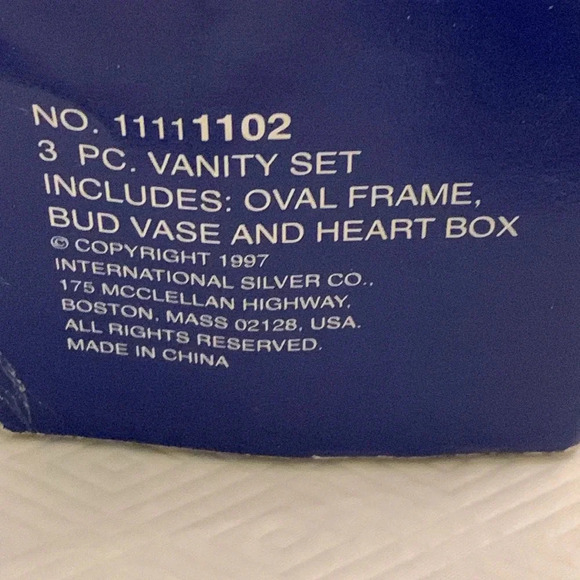 NO. 11111102
3 PC. VANITY SET
INCLUDES: OVAL FRAME,
BUD VASE AND HEART BOX
© COPYRIGHT 1997
INTERNATIONAL SILVER CO.,
175 MCCLELLAN HIGHWAY,
BOSTON, MASS 02128, USA.
ALL RIGHTS RESERVED.
MADE IN CHINA